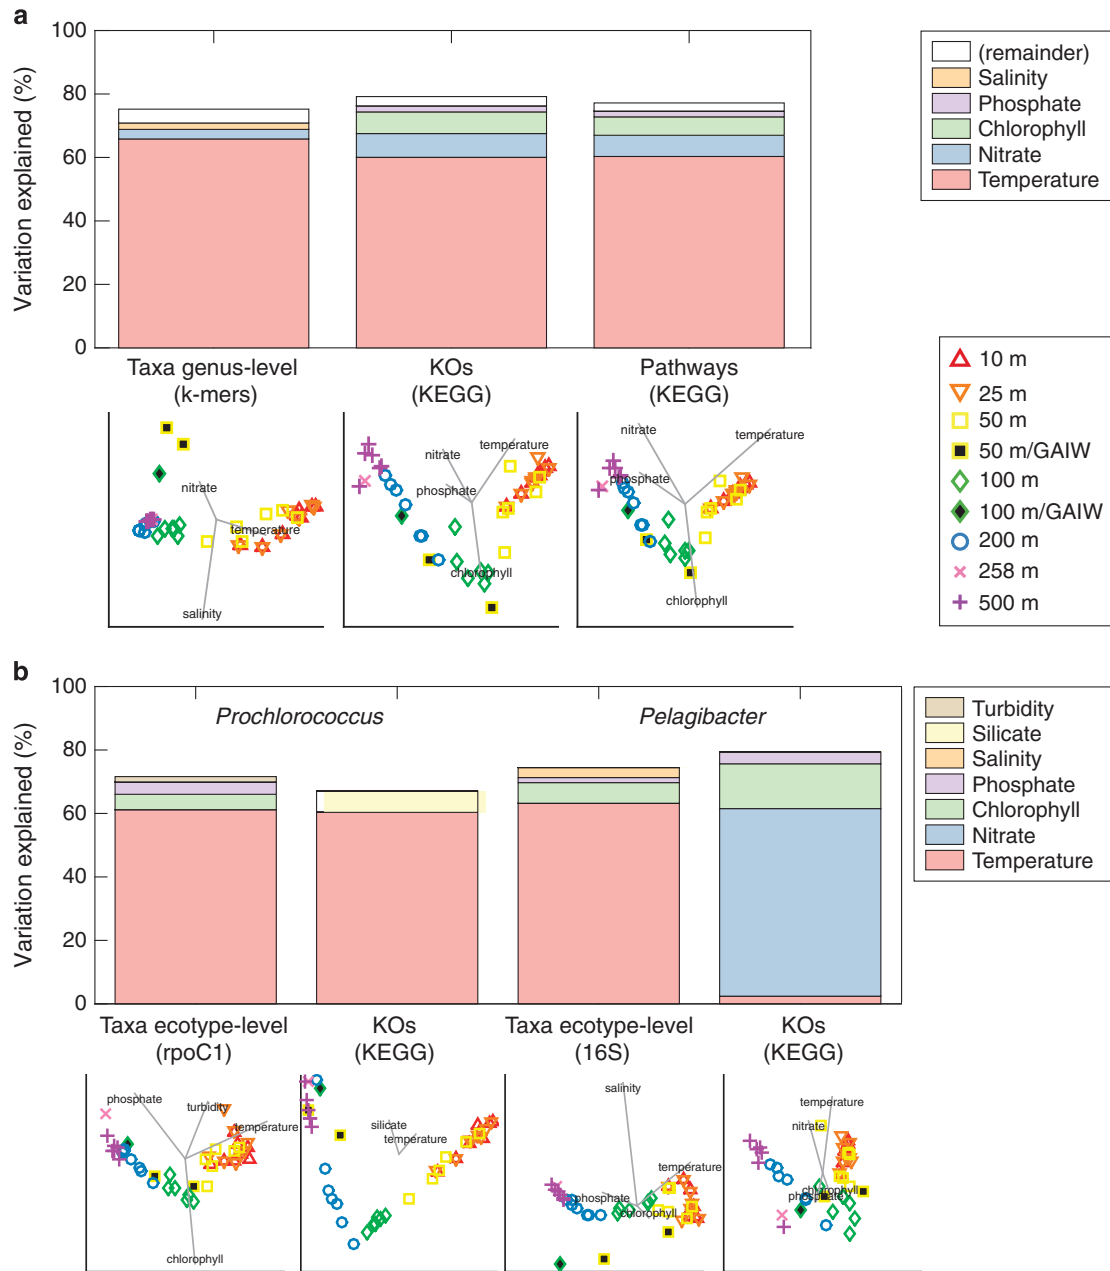 a
100
80
60
40
20
0
Variation explained (%)
(remainder)
Salinity
Phosphate
Chlorophyll
Nitrate
Temperature
Taxa genus-level
(k-mers)
KOs
(KEGG)
Pathways
(KEGG)
nitrate
temperature
salinity
temperature
nitrate
phosphate
chlorophyll
nitrate
temperature
phosphate
chlorophyll
10 m
25 m
50 m
50 m/GAIW
100 m
100 m/GAIW
200 m
258 m
500 m
b
100
80
60
40
20
0
Variation explained (%)
Prochlorococcus
Pelagibacter
Turbidity
Silicate
Salinity
Phosphate
Chlorophyll
Nitrate
Temperature
Taxa ecotype-level
(rpoC1)
KOs
(KEGG)
Taxa ecotype-level
(16S)
KOs
(KEGG)
phosphate
turbidity
temperature
chlorophyll
silicate
temperature
salinity
temperature
phosphate
chlorophyll
temperature
nitrate
chlorophyll
phosphate